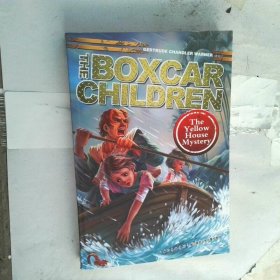 GERTRUDE CHANDLER WARNER
THE BOXCAR
CHILDREN
The
Yellow
House
Mystery